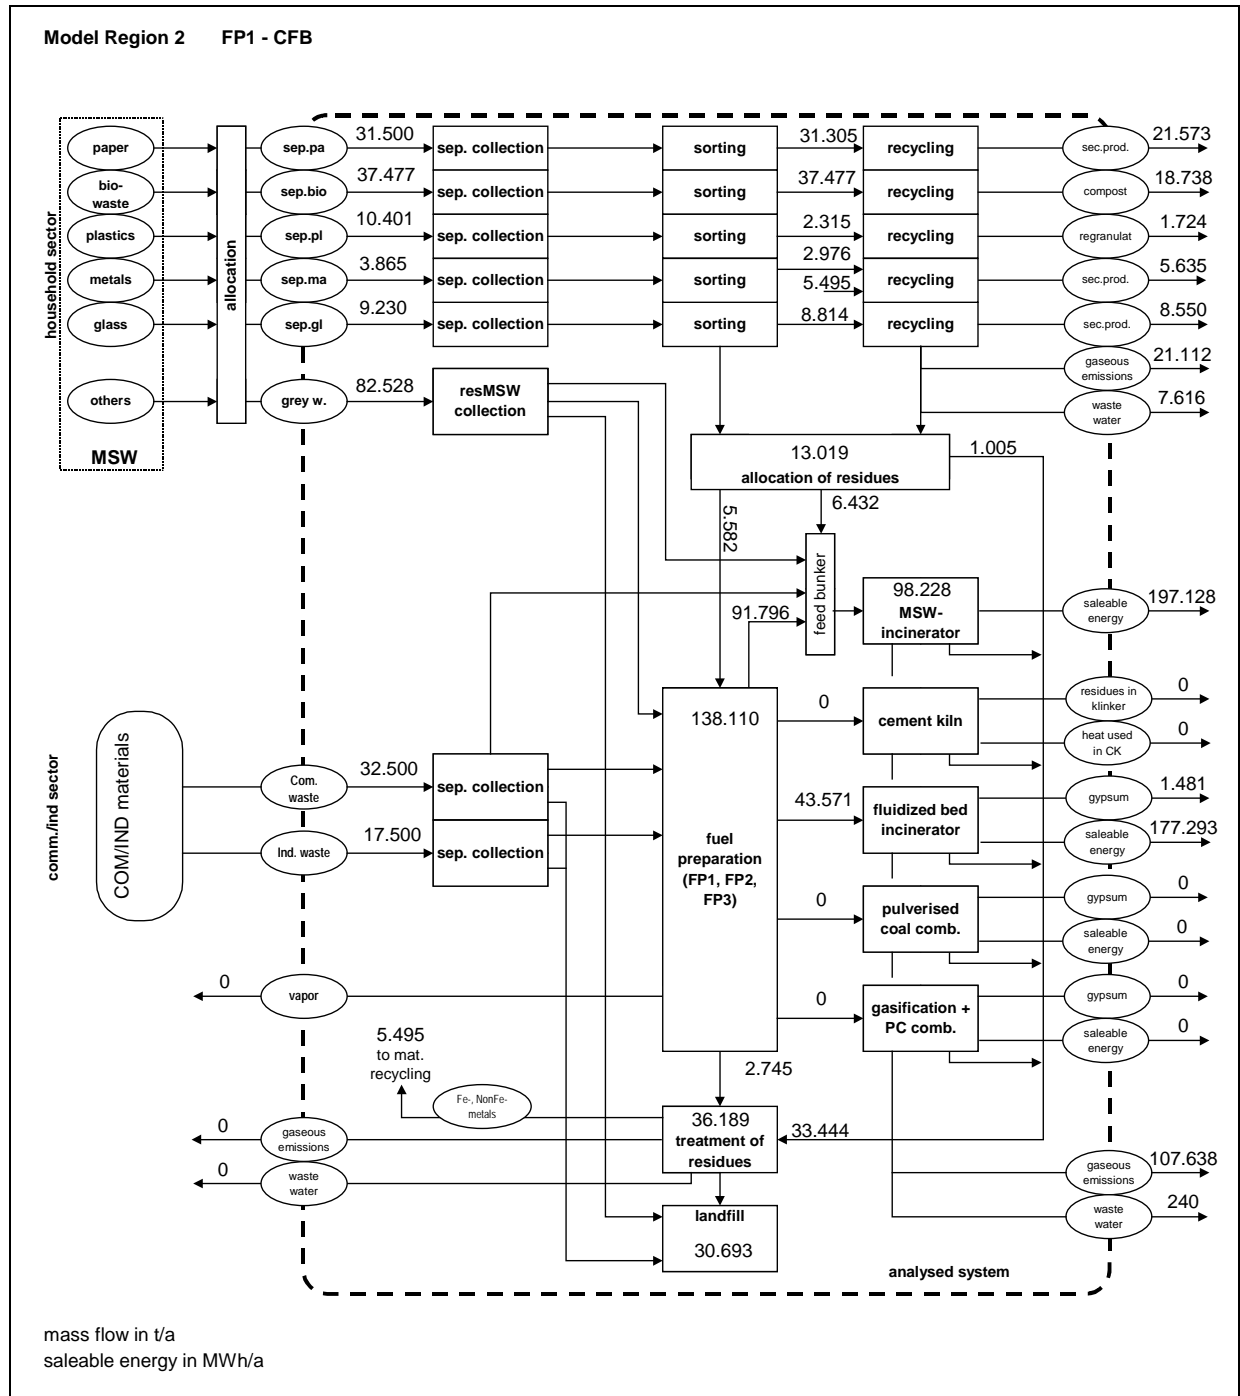 Model Region 2 FP1 - CFB
household sector
paper
bio-
waste
plastics
metals
glass
others
MSW
allocation
sep.pa
31.500
sep. collection
sorting
31.305
recycling
sec.prod.
21.573
sep.bio
37.477
sep. collection
sorting
37.477
recycling
compost
18.738
sep.pl
10.401
sep. collection
sorting
2.315
recycling
regranulat
1.724
sep.ma
3.865
sep. collection
sorting
2.976
5.495
recycling
sec.prod.
5.635
sep.gl
9.230
sep. collection
sorting
8.814
recycling
sec.prod.
8.550
gaseous
emissions
21.112
waste
water
7.616
grey w.
82.528
resMSW
collection
13.019
allocation of residues
1.005
5.582
6.432
feed bunker
91.796
98.228
MSW-
incinerator
saleable
energy
197.128
comm./ind sector
COM/IND materials
Com.
waste
32.500
sep. collection
Ind. waste
17.500
sep. collection
138.110
fuel
preparation
(FP1, FP2,
FP3)
0
cement kiln
residues in
klinker
0
heat used
in CK
0
43.571
fluidized bed
incinerator
gypsum
1.481
saleable
energy
177.293
0
pulverised
coal comb.
gypsum
0
saleable
energy
0
0
gasification +
PC comb.
gypsum
0
saleable
energy
0
0
vapor
5.495
to mat.
recycling
Fe-, NonFe-
metals
2.745
36.189
treatment of
residues
33.444
0
gaseous
emissions
0
waste
water
landfill
30.693
gaseous
emissions
107.638
waste
water
240
analysed system
mass flow in t/a
saleable energy in MWh/a